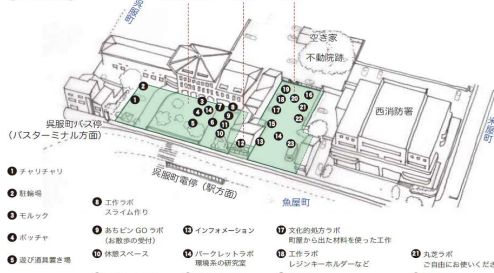 空き家
不動院跡
西消防署
呉服町バス停
(バスターミナル方面)
呉服町電停(駅方面)
魚屋町
1 チャリチャリ
2 駐輪場
3 モルック
4 ボッチャ
5 遊び道具置き場
8 工作ラボ
スライム作り
9 あちピン GO ラボ
(お散歩の受付)
10 休憩スペース
13 インフォメーション
14 パークレットラボ
環境系の研究室
17 文化的処方ラボ
町屋から出た材料を使った工作
18 工作ラボ
レジンキーホルダーなど
21 丸芝ラボ
ご自由にお使いくださ